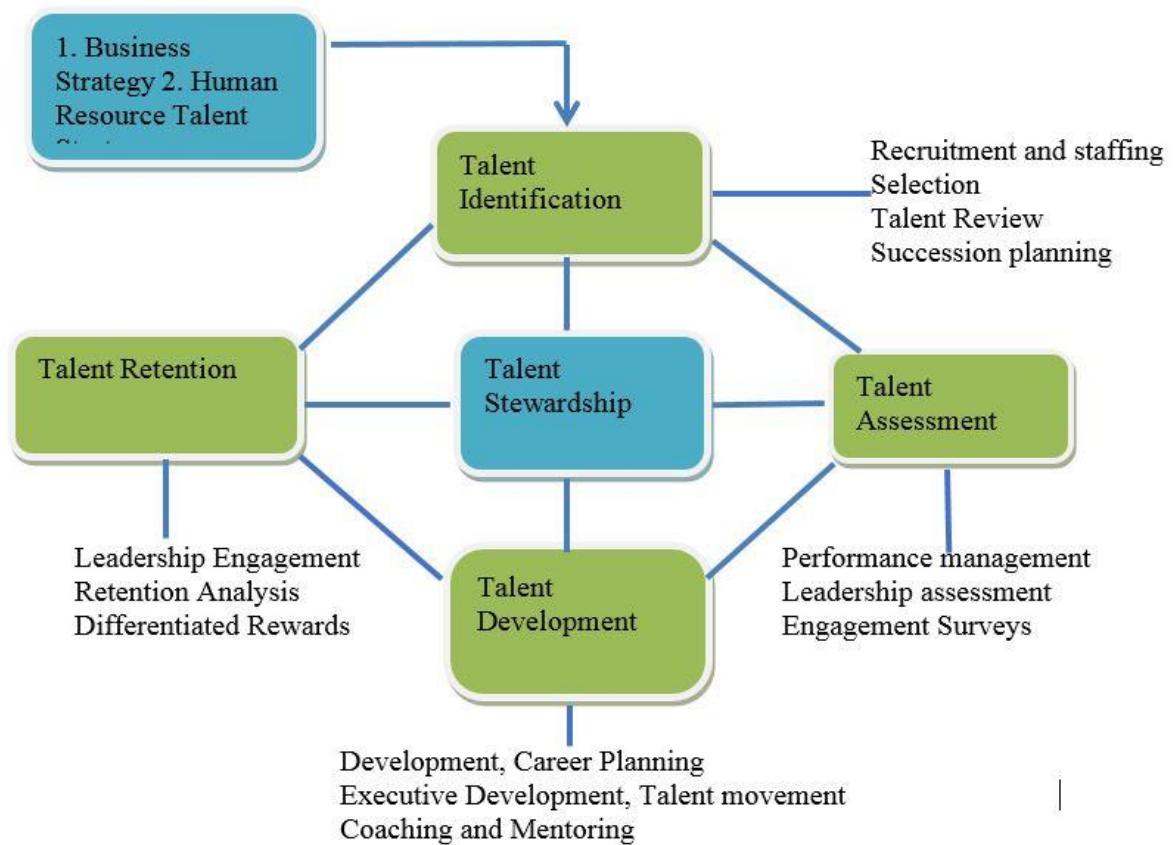 1. Business
Strategy 2. Human
Resource Talent
Talent
Identification
Recruitment and staffing
Selection
Talent Review
Succession planning
Talent Retention
Talent
Stewardship
Talent
Assessment
Leadership Engagement
Retention Analysis
Differentiated Rewards
Talent
Development
Performance management
Leadership assessment
Engagement Surveys
Development, Career Planning
Executive Development, Talent movement
Coaching and Mentoring